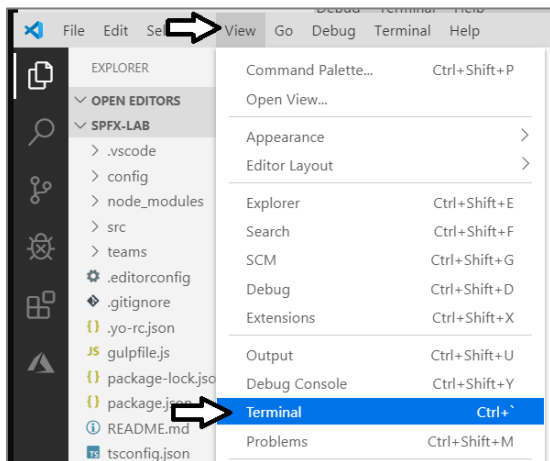 File Edit Sel View Go Debug Terminal Help
EXPLORER
OPEN EDITORS
SPFX-LAB
.vscode
config
node_modules
src
teams
.editorconfig
.gitignore
{} .yo-rc.json
JS gulpfile.js
{} package-lock.jso
{} package.json
README.md
TS tsconfig.json
Command Palette... Ctrl+Shift+P
Open View...
Appearance
Editor Layout
Explorer Ctrl+Shift+E
Search Ctrl+Shift+F
SCM Ctrl+Shift+G
Debug Ctrl+Shift+D
Extensions Ctrl+Shift+X
Output Ctrl+Shift+U
Debug Console Ctrl+Shift+Y
Terminal Ctrl+`
Problems Ctrl+Shift+M